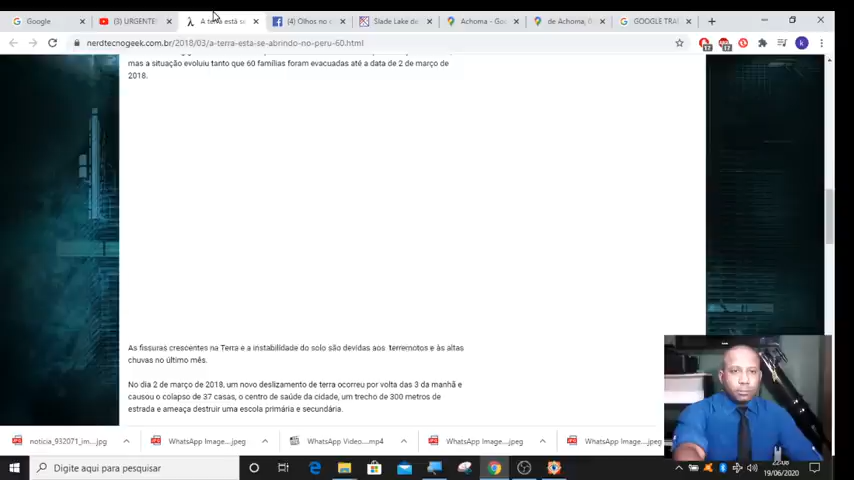 Google
(3) URGENTE
A terra está se
(4) Olhos no c
Slade Lake de
Achoma - Goo
de Achoma, 0
GOOGLE TRA
nerdtecnogeek.com.br/2018/03/a-terra-esta-se-abrindo-no-peru-60.html
mas a situação evoluiu tanto que 60 famílias foram evacuadas até a data de 2 de março de
2018.
As fissuras crescentes na Terra e a instabilidade do solo são devidas aos terremotos e às altas
chuvas no último mês.
No dia 2 de março de 2018, um novo deslizamento de terra ocorreu por volta das 3 da manhã e
causou o colapso de 37 casas, o centro de saúde da cidade, um trecho de 300 metros de
estrada e ameaça destruir uma escola primária e secundária.
noticia_932071_im....jpg
WhatsApp Image....jpeg
WhatsApp Video....mp4
WhatsApp Image....jpeg
WhatsApp Image....jpeg
Digite aqui para pesquisar
22:08
19/06/2020